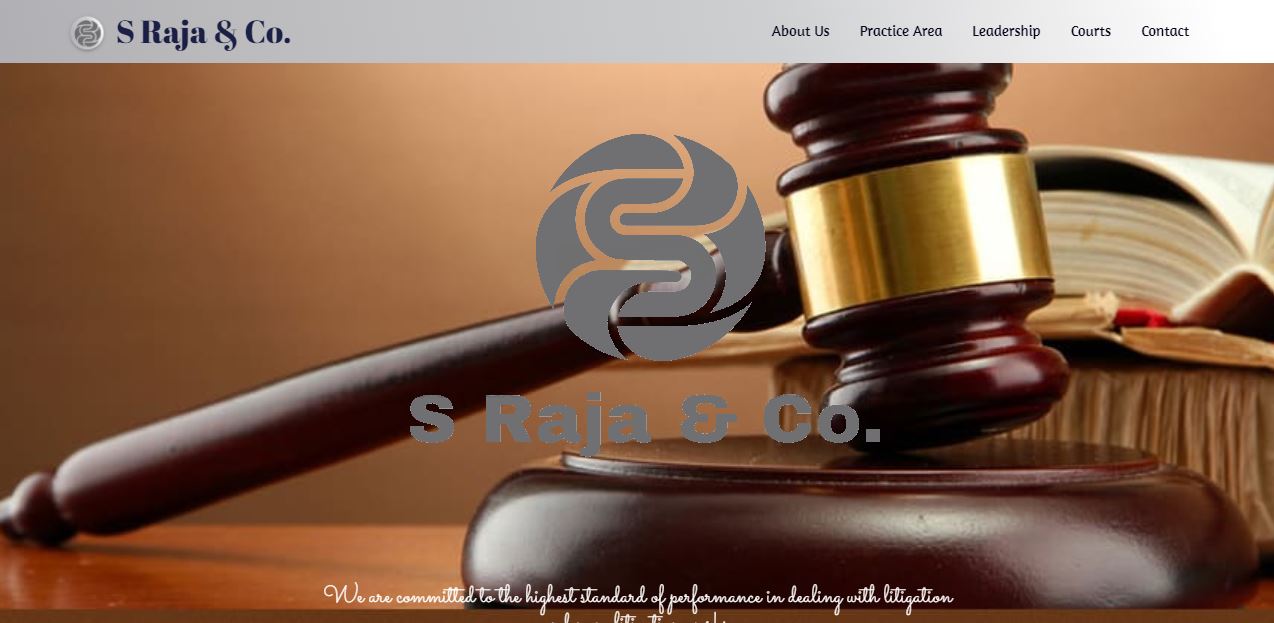 S Raja & Co.
About Us
Practice Area
Leadership
Courts
Contact
S Raja & Co.
We are committed to the highest standard of performance in dealing with litigation